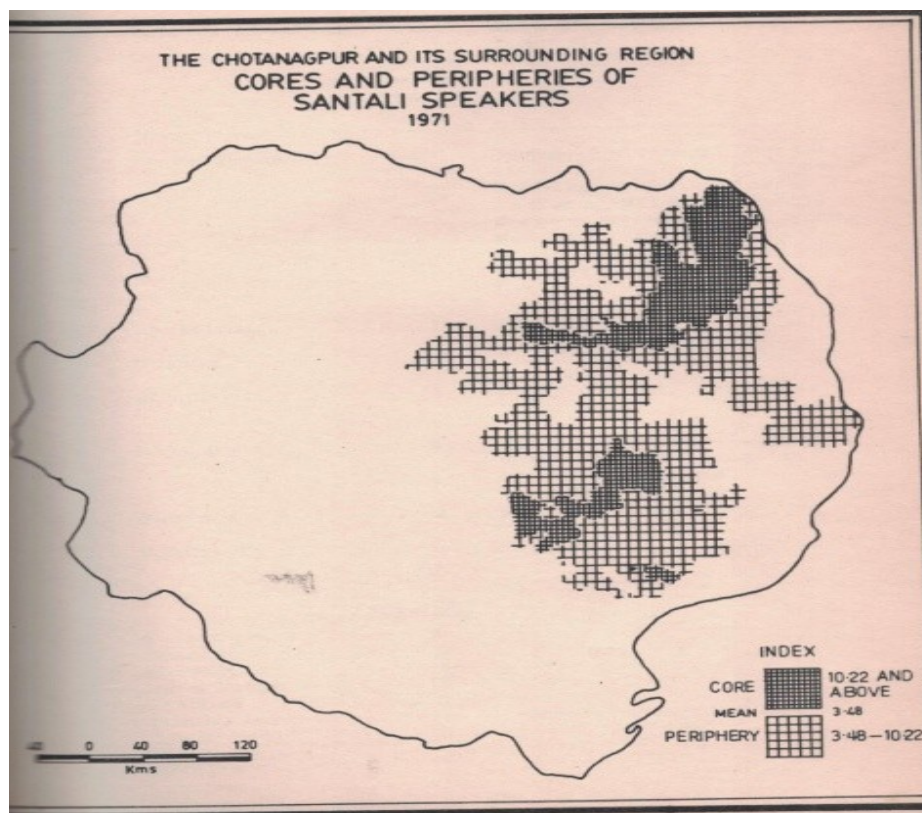 THE CHOTANAGPUR AND ITS SURROUNDING REGION
CORES AND PERIPHERIES OF
SANTALI SPEAKERS
1971
INDEX
CORE 10·22 AND ABOVE
MEAN 3·48
PERIPHERY 3·48—10·22
40 0 40 80 120
Kms